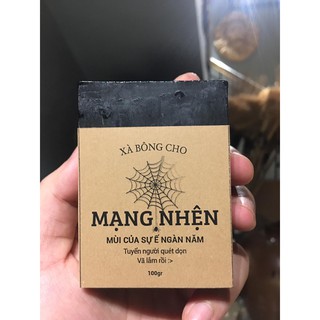 XÀ BÔNG CHO
MẠNG NHỆN
MÙI CỦA SỰ Ế NGÀN NĂM
Tuyển người quét dọn
Vã lắm rồi :>
100gr